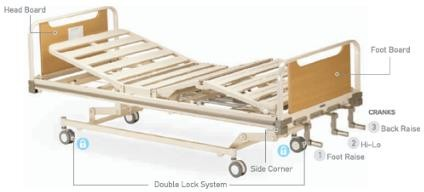 Head Board
Foot Board
CRANKS
3 Back Raise
2 Hi-Lo
1 Foot Raise
Side Corner
Double Lock System